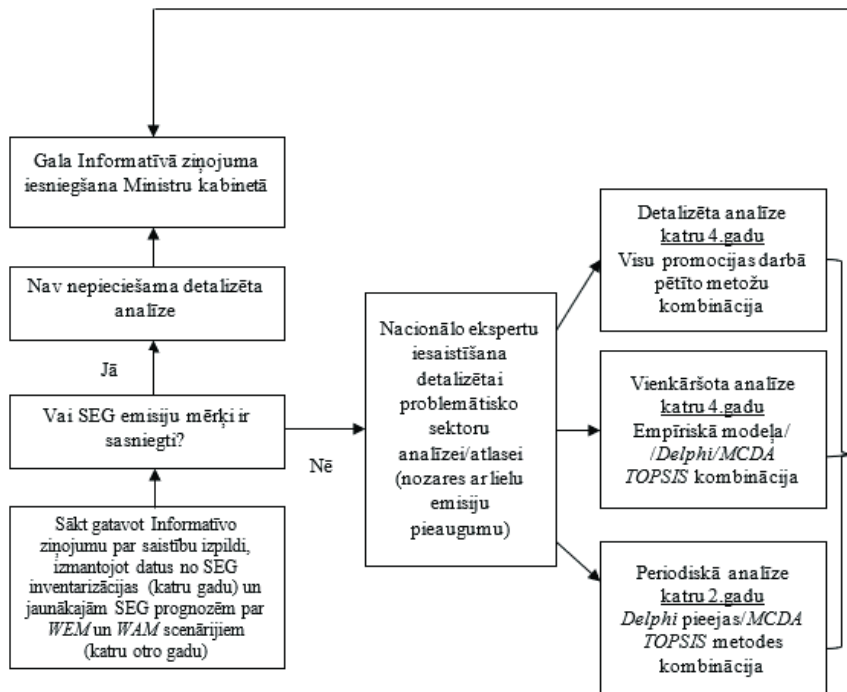 Gala Informatīvā ziņojuma
iesniegšana Ministru kabinetā
Nav nepieciešama detalizēta
analīze
Jā
Vai SEG emisiju mērķi ir
sasniegti?
Nē
Sākt gatavot Informatīvo
ziņojumu par saistību izpildi,
izmantojot datus no SEG
inventarizācijas (katru gadu) un
jaunākajām SEG prognozēm par
WEM un WAM scenārijiem
(katru otro gadu)
Nacionālo ekspertu
iesaistīšana
detalizētai
problemātisko
sektoru
analīzei/atlasei
(nozares ar lielu
emisiju
pieaugumu)
Detalizēta analīze
katru 4.gadu
Visu promocijas darbā
pētīto metožu
kombinācija
Vienkāršota analīze
katru 4.gadu
Empīriskā modeļa/
/Delphi/MCDA
TOPSIS kombinācija
Periodiskā analīze
katru 2.gadu
Delphi pieejas/MCDA
TOPSIS metodes
kombinācija